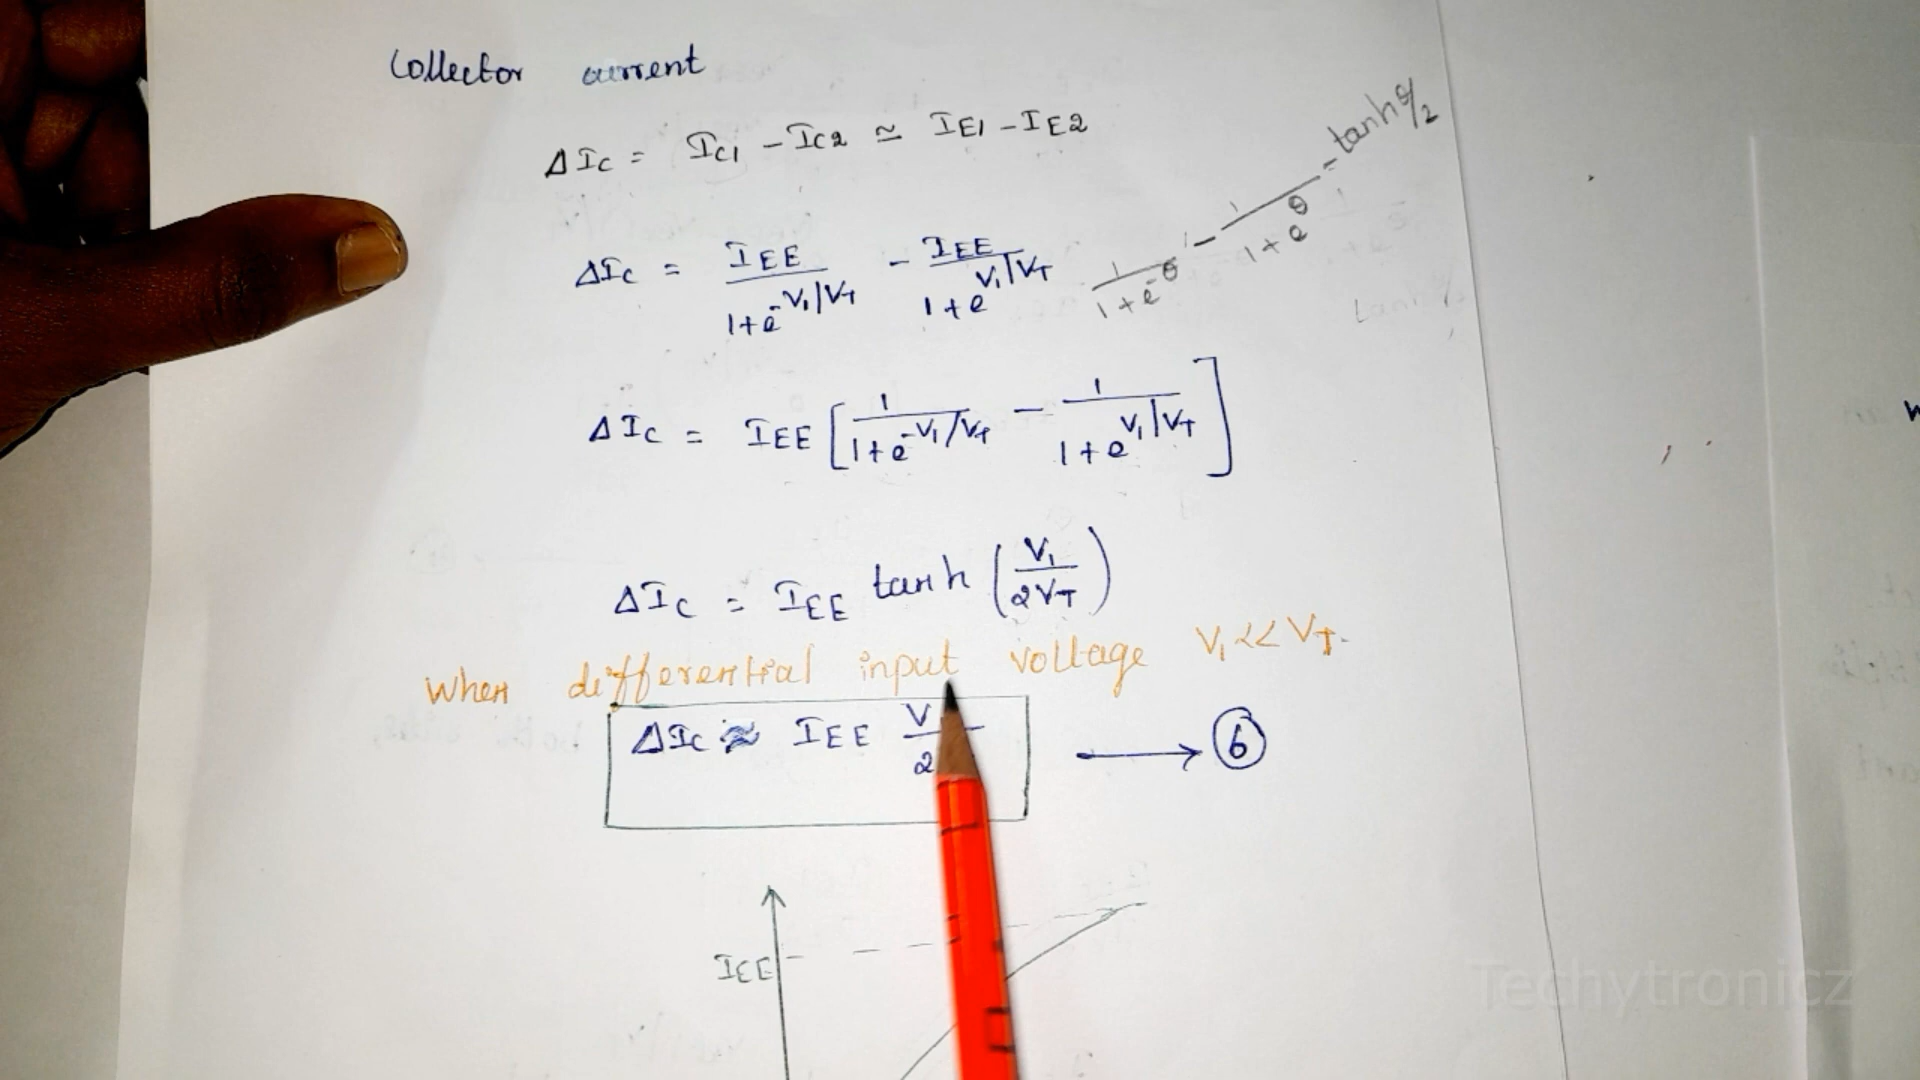 Collector current
ΔIC = IC1 - IC2 ≃ IE1 - IE2
ΔIC = IEE / 1+e^-V1/VT - IEE / 1+e^V1/VT
1 / 1+e^-θ - 1 / 1+e^θ = tanh θ/2
ΔIC = IEE [ 1 / 1+e^-V1/VT - 1 / 1+e^V1/VT ]
ΔIC = IEE tanh (V1 / 2VT)
When differential input voltage V1<<VT.
ΔIC ≈ IEE V / 2 → 6
IEE
Techytronicz